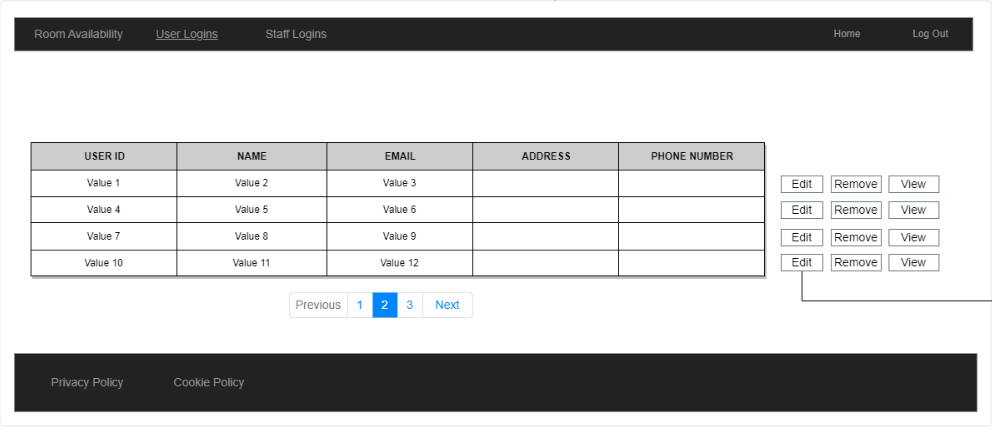 Room Availability User Logins Staff Logins Home Log Out
USER ID NAME EMAIL ADDRESS PHONE NUMBER
Value 1 Value 2 Value 3 Edit Remove View
Value 4 Value 5 Value 6 Edit Remove View
Value 7 Value 8 Value 9 Edit Remove View
Value 10 Value 11 Value 12 Edit Remove View
Previous 1 2 3 Next
Privacy Policy Cookie Policy